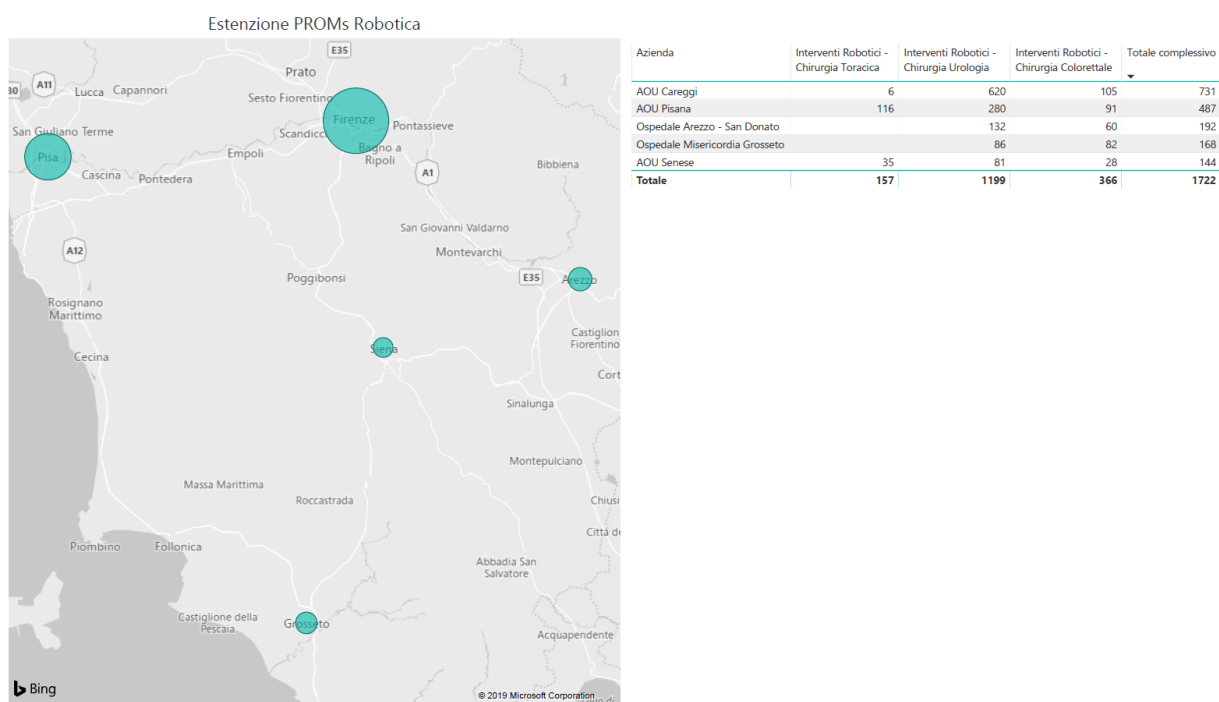 Estenzione PROMs Robotica
E35
Prato
A11
30
Lucca Capannori
Sesto Fiorentino
San Giuliano Terme
Firenze
Scandicci
Pontassieve
Pisa
Empoli
Bagno a
Ripoli
Bibbiena
Cascina
Pontedera
A1
San Giovanni Valdarno
A12
Montevarchi
Poggibonsi
E35
Arezzo
Rosignano
Marittimo
Castiglion
Fiorentino
Siena
Cecina
Cort
Sinalunga
Montepulciano
Massa Marittima
Roccastrada
Chiusi
Città de
Piombino
Follonica
Abbadia San
Salvatore
Castiglione della
Pescaia
Grosseto
Acquapendente
Bing
© 2019 Microsoft Corporation
Azienda Interventi Robotici - Interventi Robotici - Interventi Robotici - Totale complessivo
Chirurgia Toracica Chirurgia Urologia Chirurgia Colorettale
AOU Careggi 6 620 105 731
AOU Pisana 116 280 91 487
Ospedale Arezzo - San Donato 132 60 192
Ospedale Misericordia Grosseto 86 82 168
AOU Senese 35 81 28 144
Totale 157 1199 366 1722